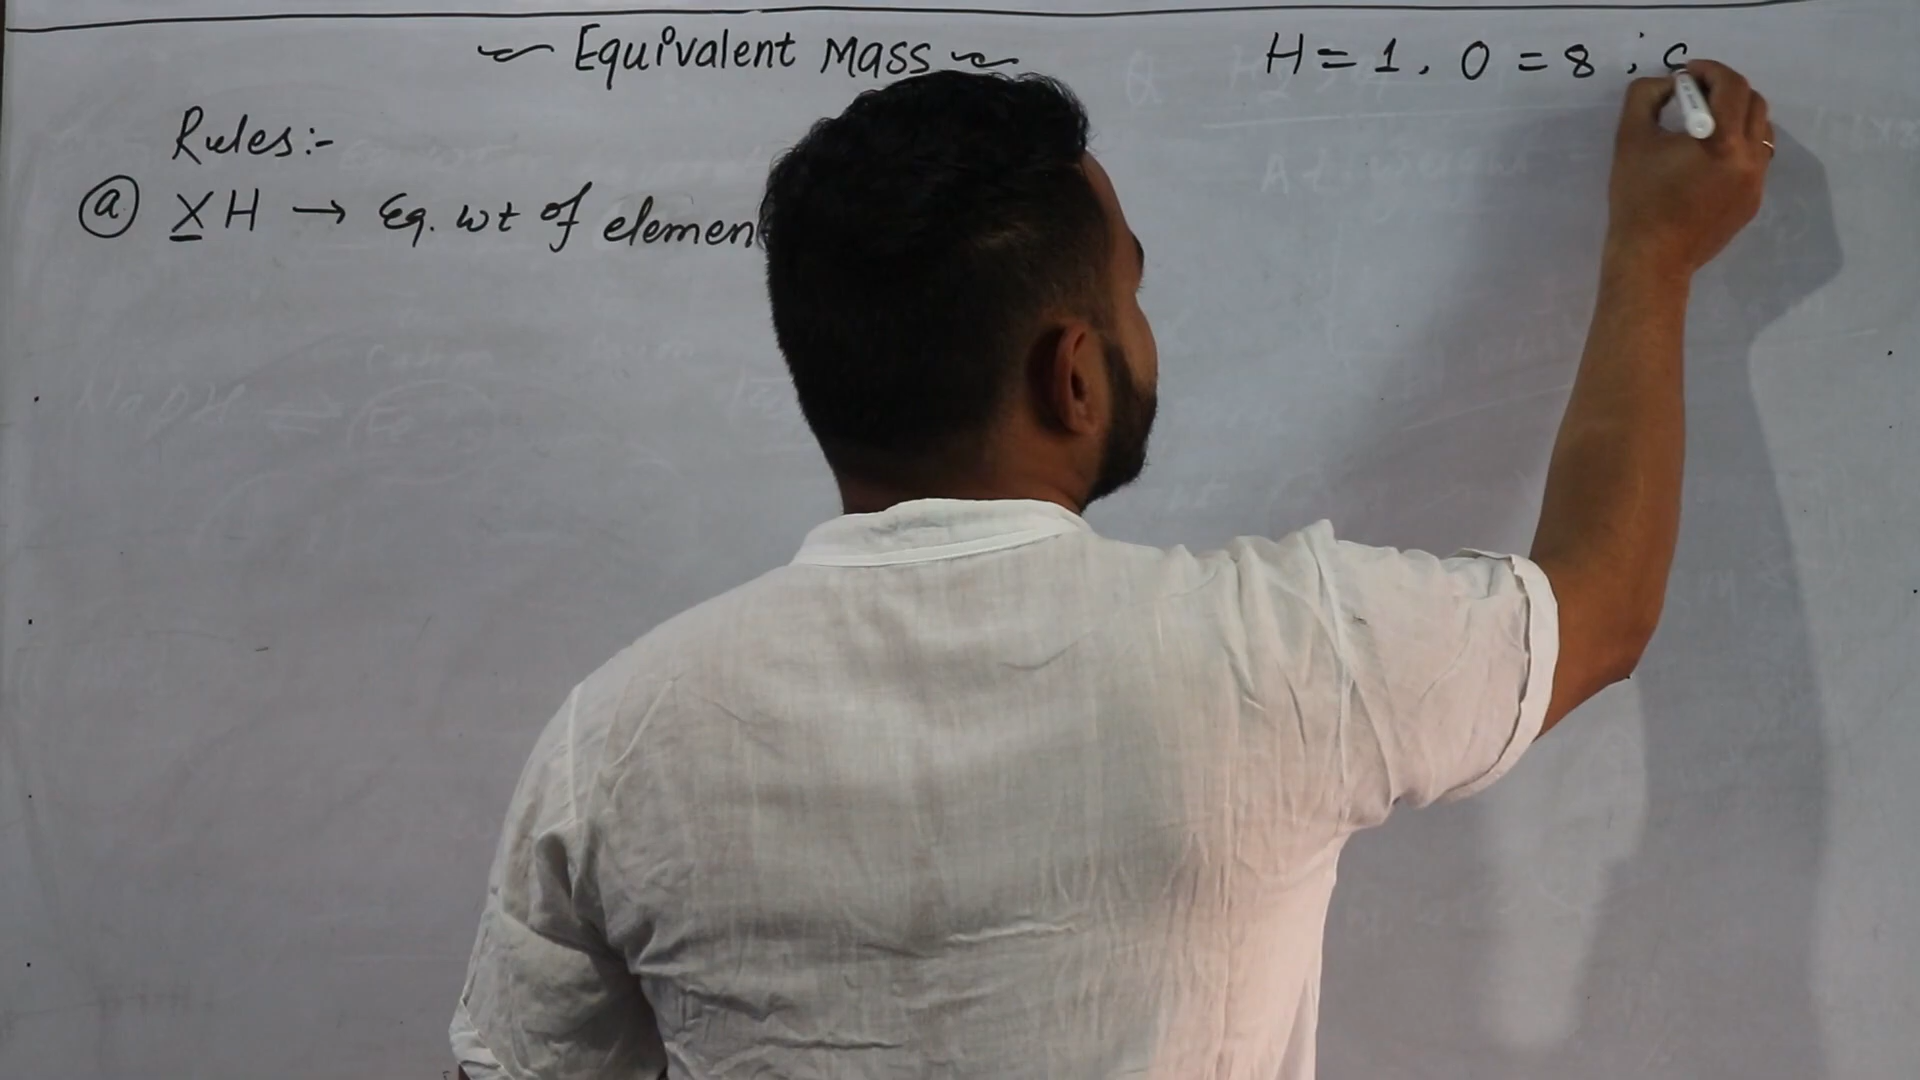 Equivalent Mass H = 1, O = 8 ; C
Rules:-
(a) XH → Eq. wt of elemen